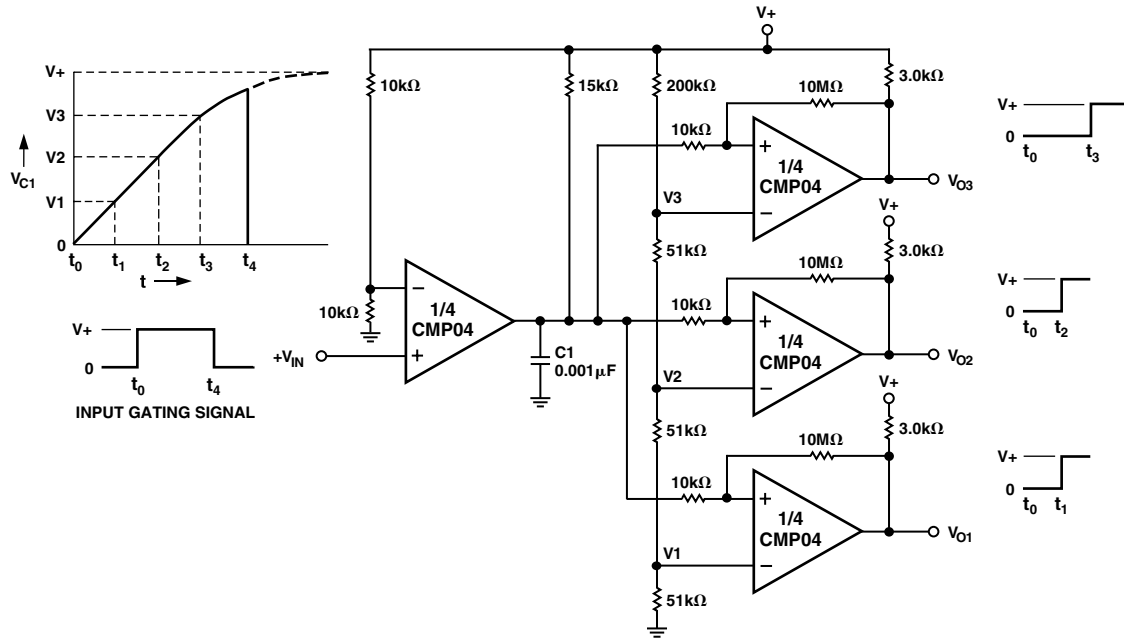 V+
V3
V2
V1
0
V_C1
t0 t1 t2 t3 t4
t
V+
0
t0 t4
INPUT GATING SIGNAL
V+
10kΩ
15kΩ
200kΩ
10MΩ
3.0kΩ
10kΩ
+
1/4
CMP04
−
V3
VO3
V+
0
t0 t3
51kΩ
V+
3.0kΩ
10MΩ
10kΩ
+
1/4
CMP04
−
V2
VO2
V+
0
t0 t2
10kΩ
−
1/4
CMP04
+
+VIN
C1
0.001µF
51kΩ
V+
3.0kΩ
10MΩ
10kΩ
+
1/4
CMP04
−
V1
VO1
V+
0
t0 t1
51kΩ